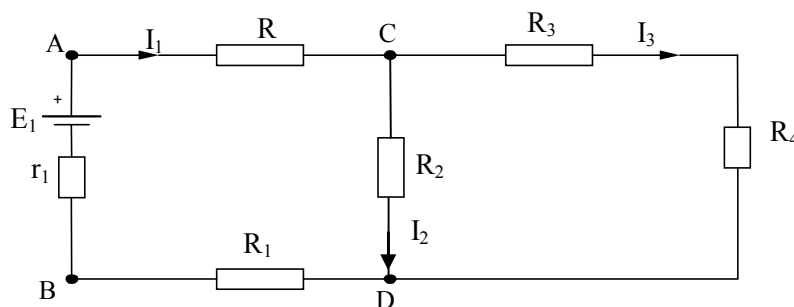 A
I₁
R
C
R₃
I₃
+
E₁
r₁
R₂
R₄
R₁
I₂
B
D